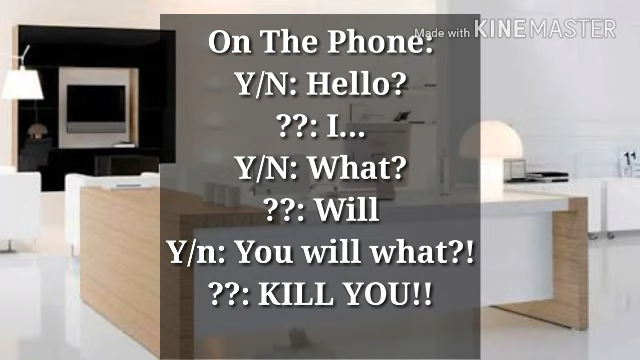 On The Phone:
Made with KINEMASTER
Y/N: Hello?
??: I...
Y/N: What?
??: Will
Y/n: You will what?!
??: KILL YOU!!